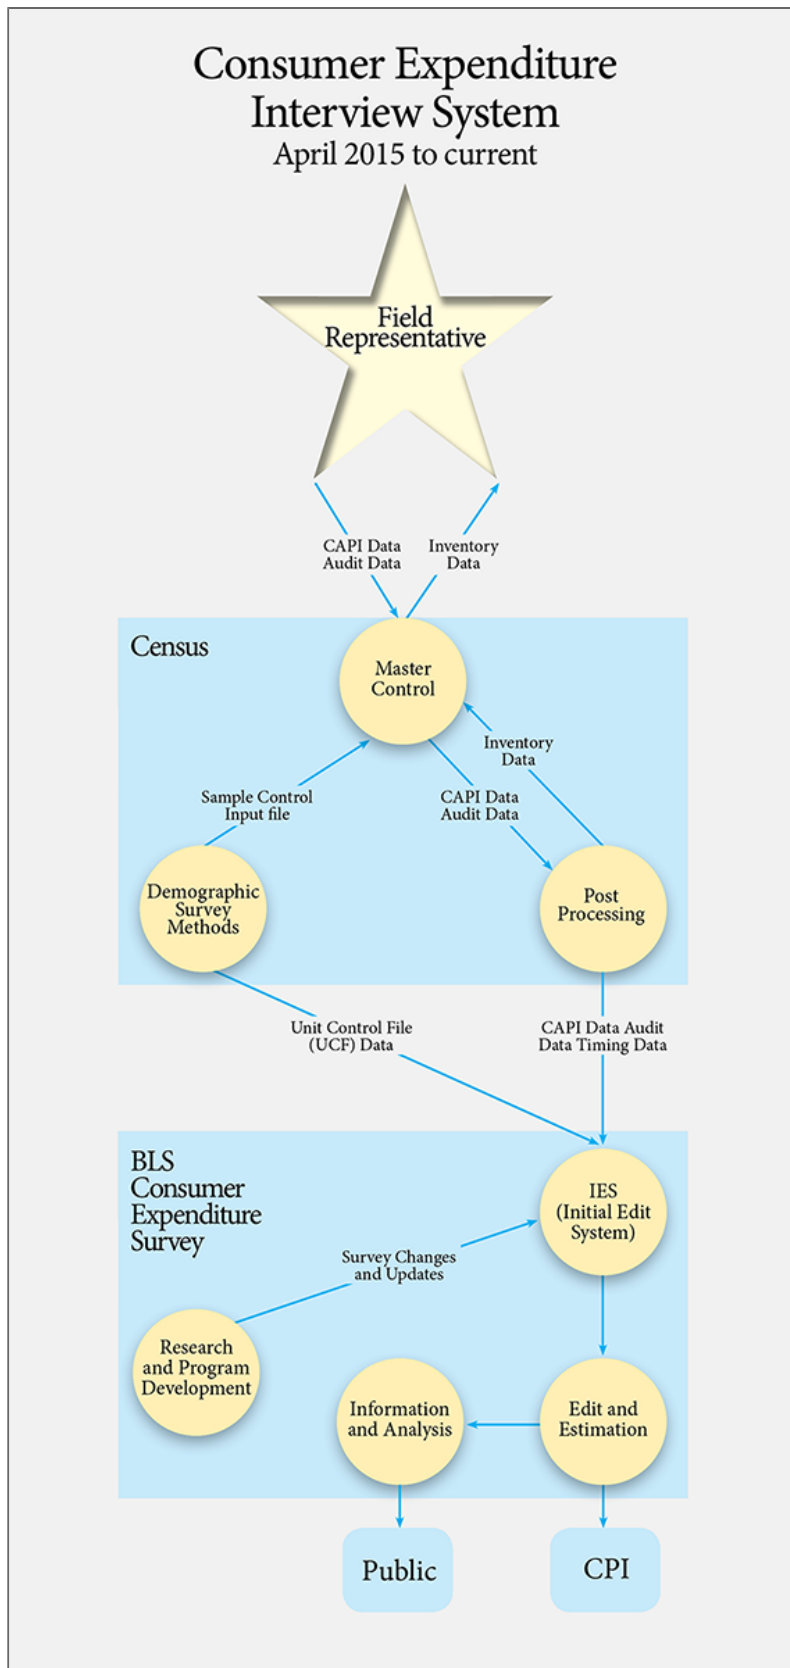 Consumer Expenditure
Interview System
April 2015 to current
Field
Representative
CAPI Data
Audit Data
Inventory
Data
Census
Master
Control
Inventory
Data
Sample Control
Input file
CAPI Data
Audit Data
Demographic
Survey
Methods
Post
Processing
Unit Control File
(UCF) Data
CAPI Data Audit
Data Timing Data
BLS
Consumer
Expenditure
Survey
IES
(Initial Edit
System)
Survey Changes
and Updates
Research
and Program
Development
Information
and Analysis
Edit and
Estimation
Public
CPI